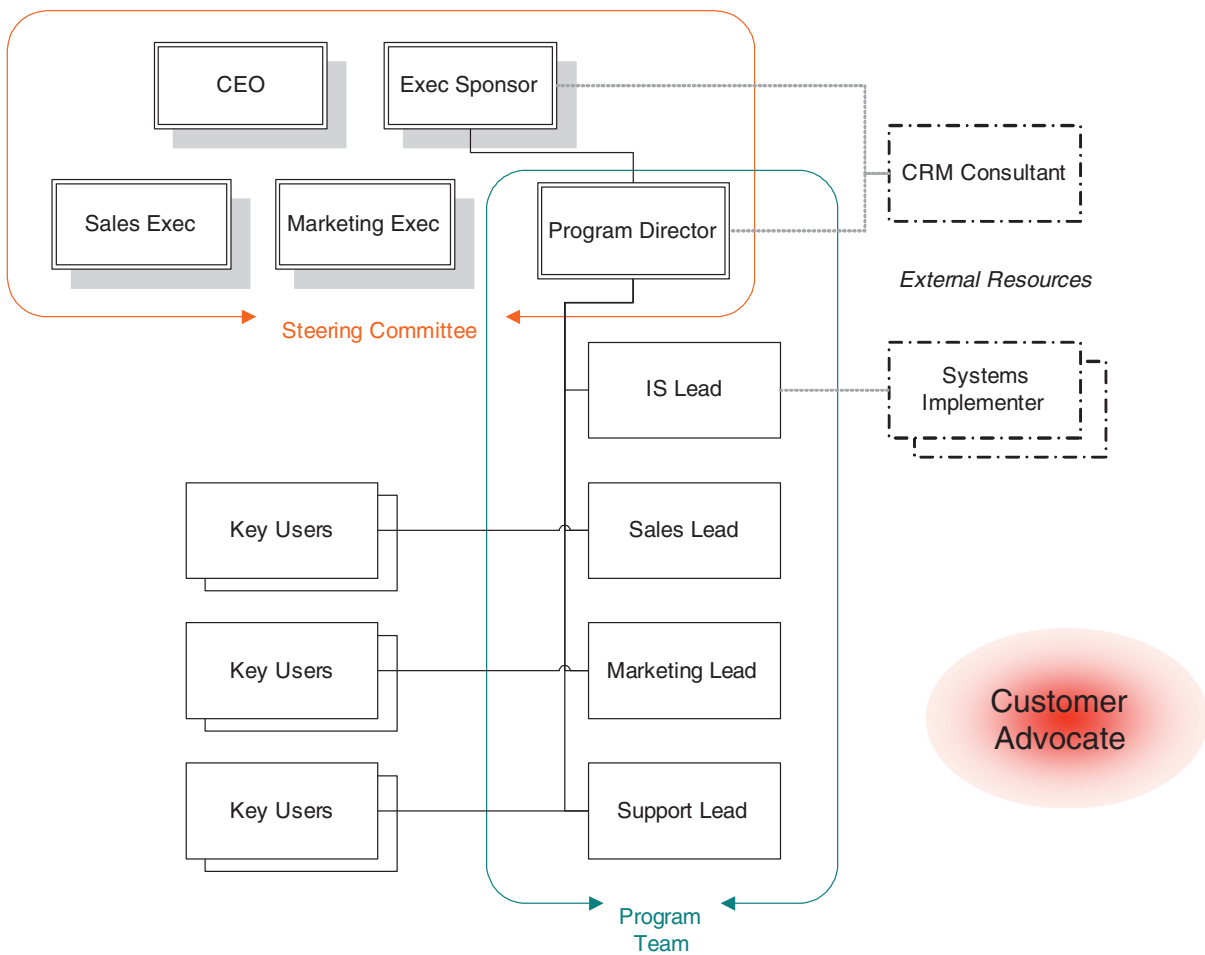 CEO
Exec Sponsor
CRM Consultant
Sales Exec
Marketing Exec
Program Director
External Resources
Steering Committee
IS Lead
Systems
Implementer
Key Users
Sales Lead
Key Users
Marketing Lead
Customer
Advocate
Key Users
Support Lead
Program
Team